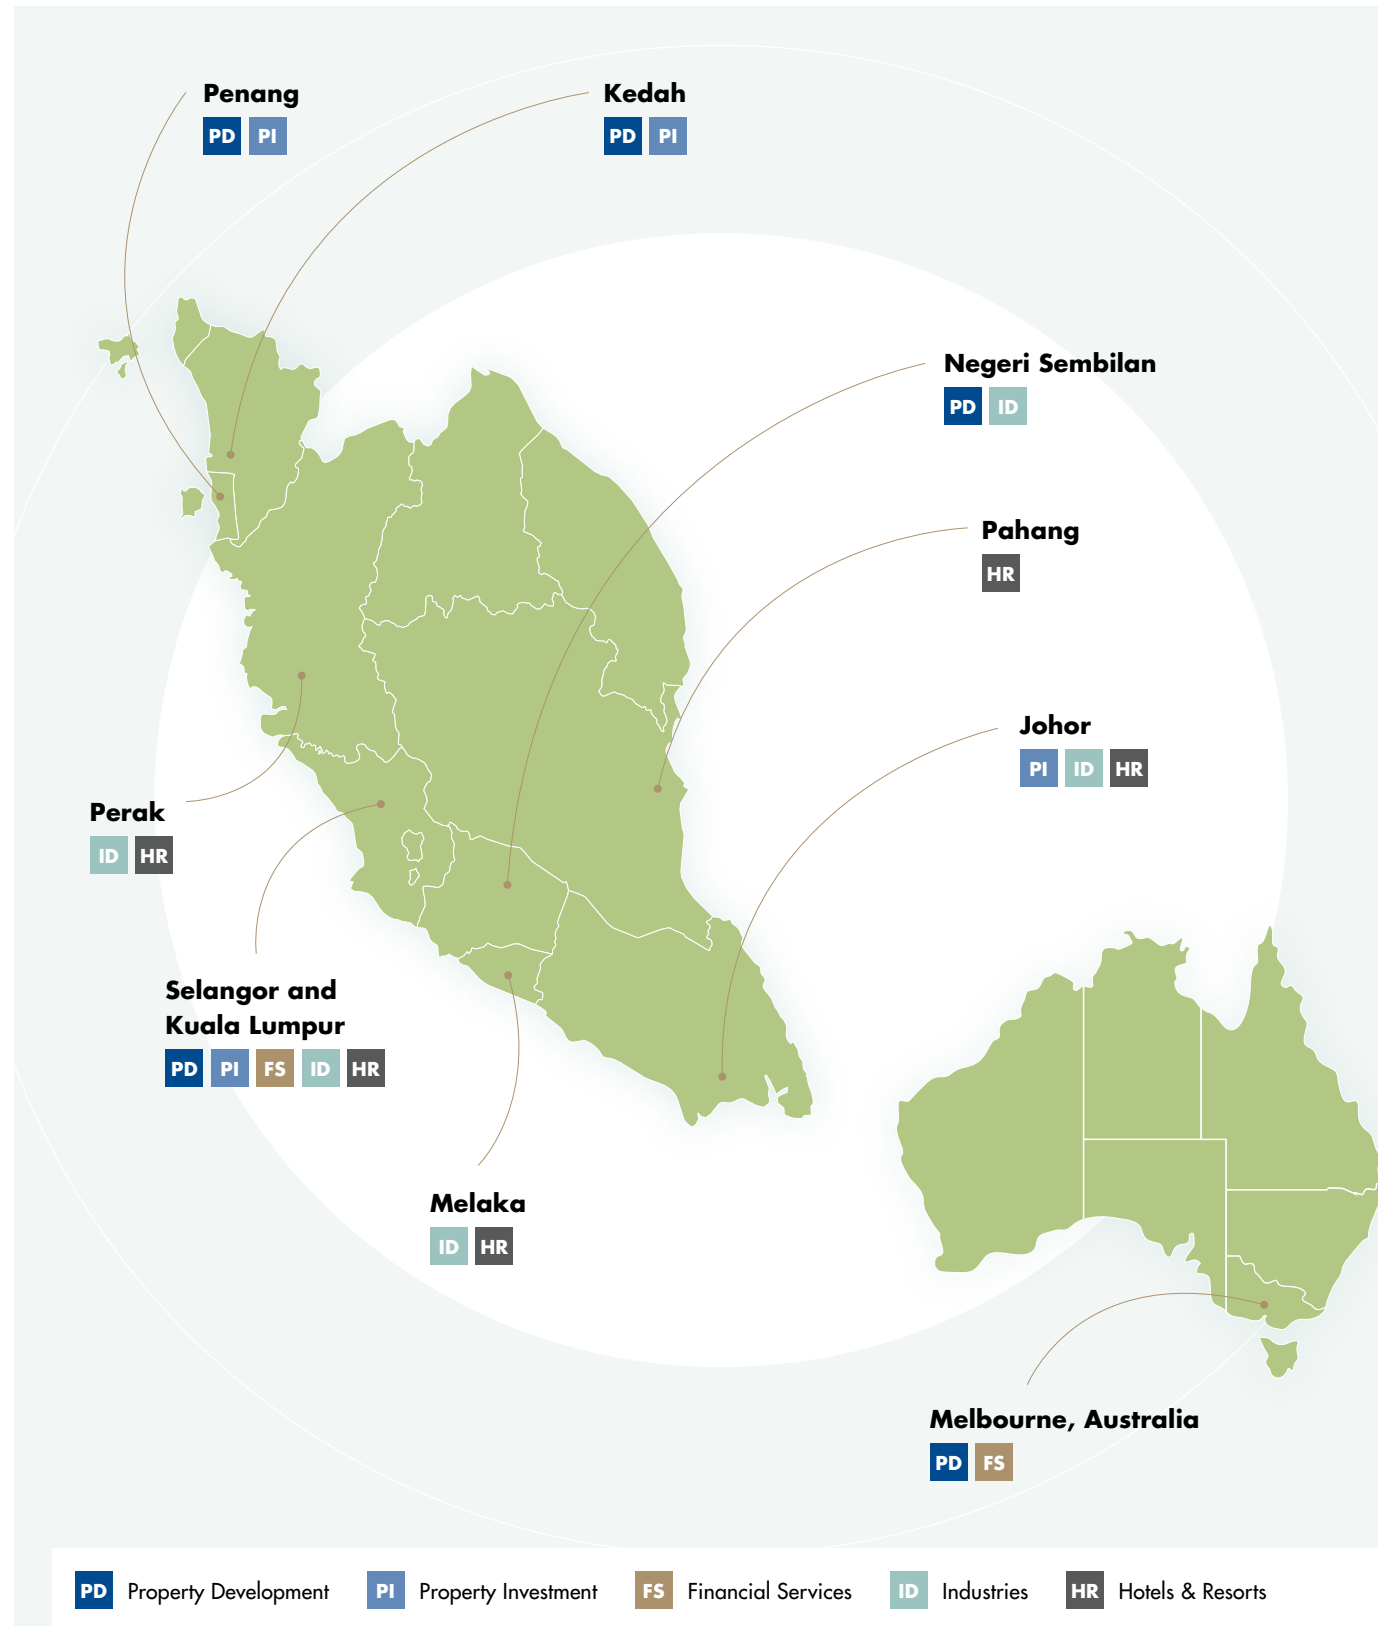 Penang
PD PI
Kedah
PD PI
Negeri Sembilan
PD ID
Pahang
HR
Johor
PI ID HR
Perak
ID HR
Selangor and
Kuala Lumpur
PD PI FS ID HR
Melaka
ID HR
Melbourne, Australia
PD FS
PD Property Development PI Property Investment FS Financial Services ID Industries HR Hotels & Resorts